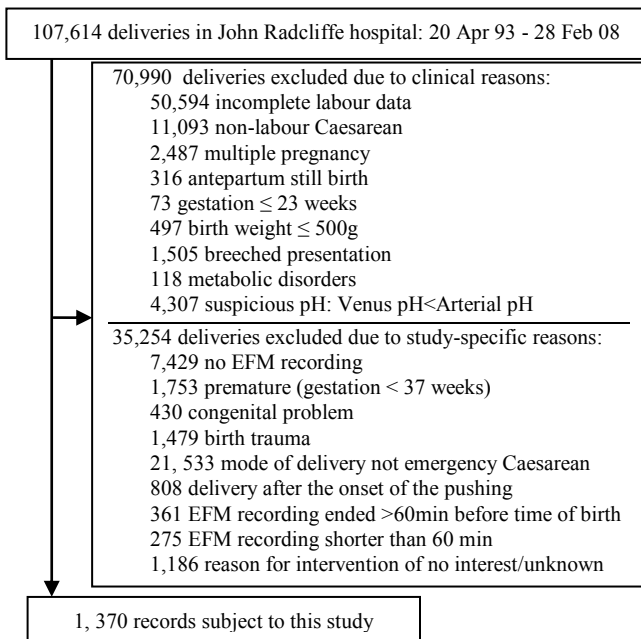 107,614 deliveries in John Radcliffe hospital: 20 Apr 93 - 28 Feb 08
70,990 deliveries excluded due to clinical reasons:
50,594 incomplete labour data
11,093 non-labour Caesarean
2,487 multiple pregnancy
316 antepartum still birth
73 gestation ≤ 23 weeks
497 birth weight ≤ 500g
1,505 breeched presentation
118 metabolic disorders
4,307 suspicious pH: Venus pH<Arterial pH
35,254 deliveries excluded due to study-specific reasons:
7,429 no EFM recording
1,753 premature (gestation < 37 weeks)
430 congenital problem
1,479 birth trauma
21, 533 mode of delivery not emergency Caesarean
808 delivery after the onset of the pushing
361 EFM recording ended >60min before time of birth
275 EFM recording shorter than 60 min
1,186 reason for intervention of no interest/unknown
1, 370 records subject to this study